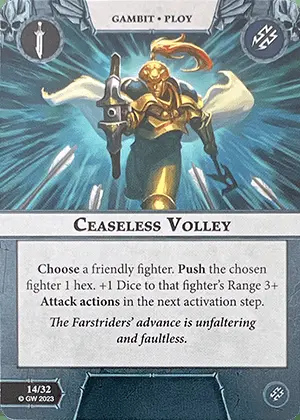 GAMBIT • PLOY
CEASELESS VOLLEY
Choose a friendly fighter. Push the chosen
fighter 1 hex. +1 Dice to that fighter's Range 3+
Attack actions in the next activation step.
The Farstriders' advance is unfaltering
and faultless.
14/32
© GW 2023